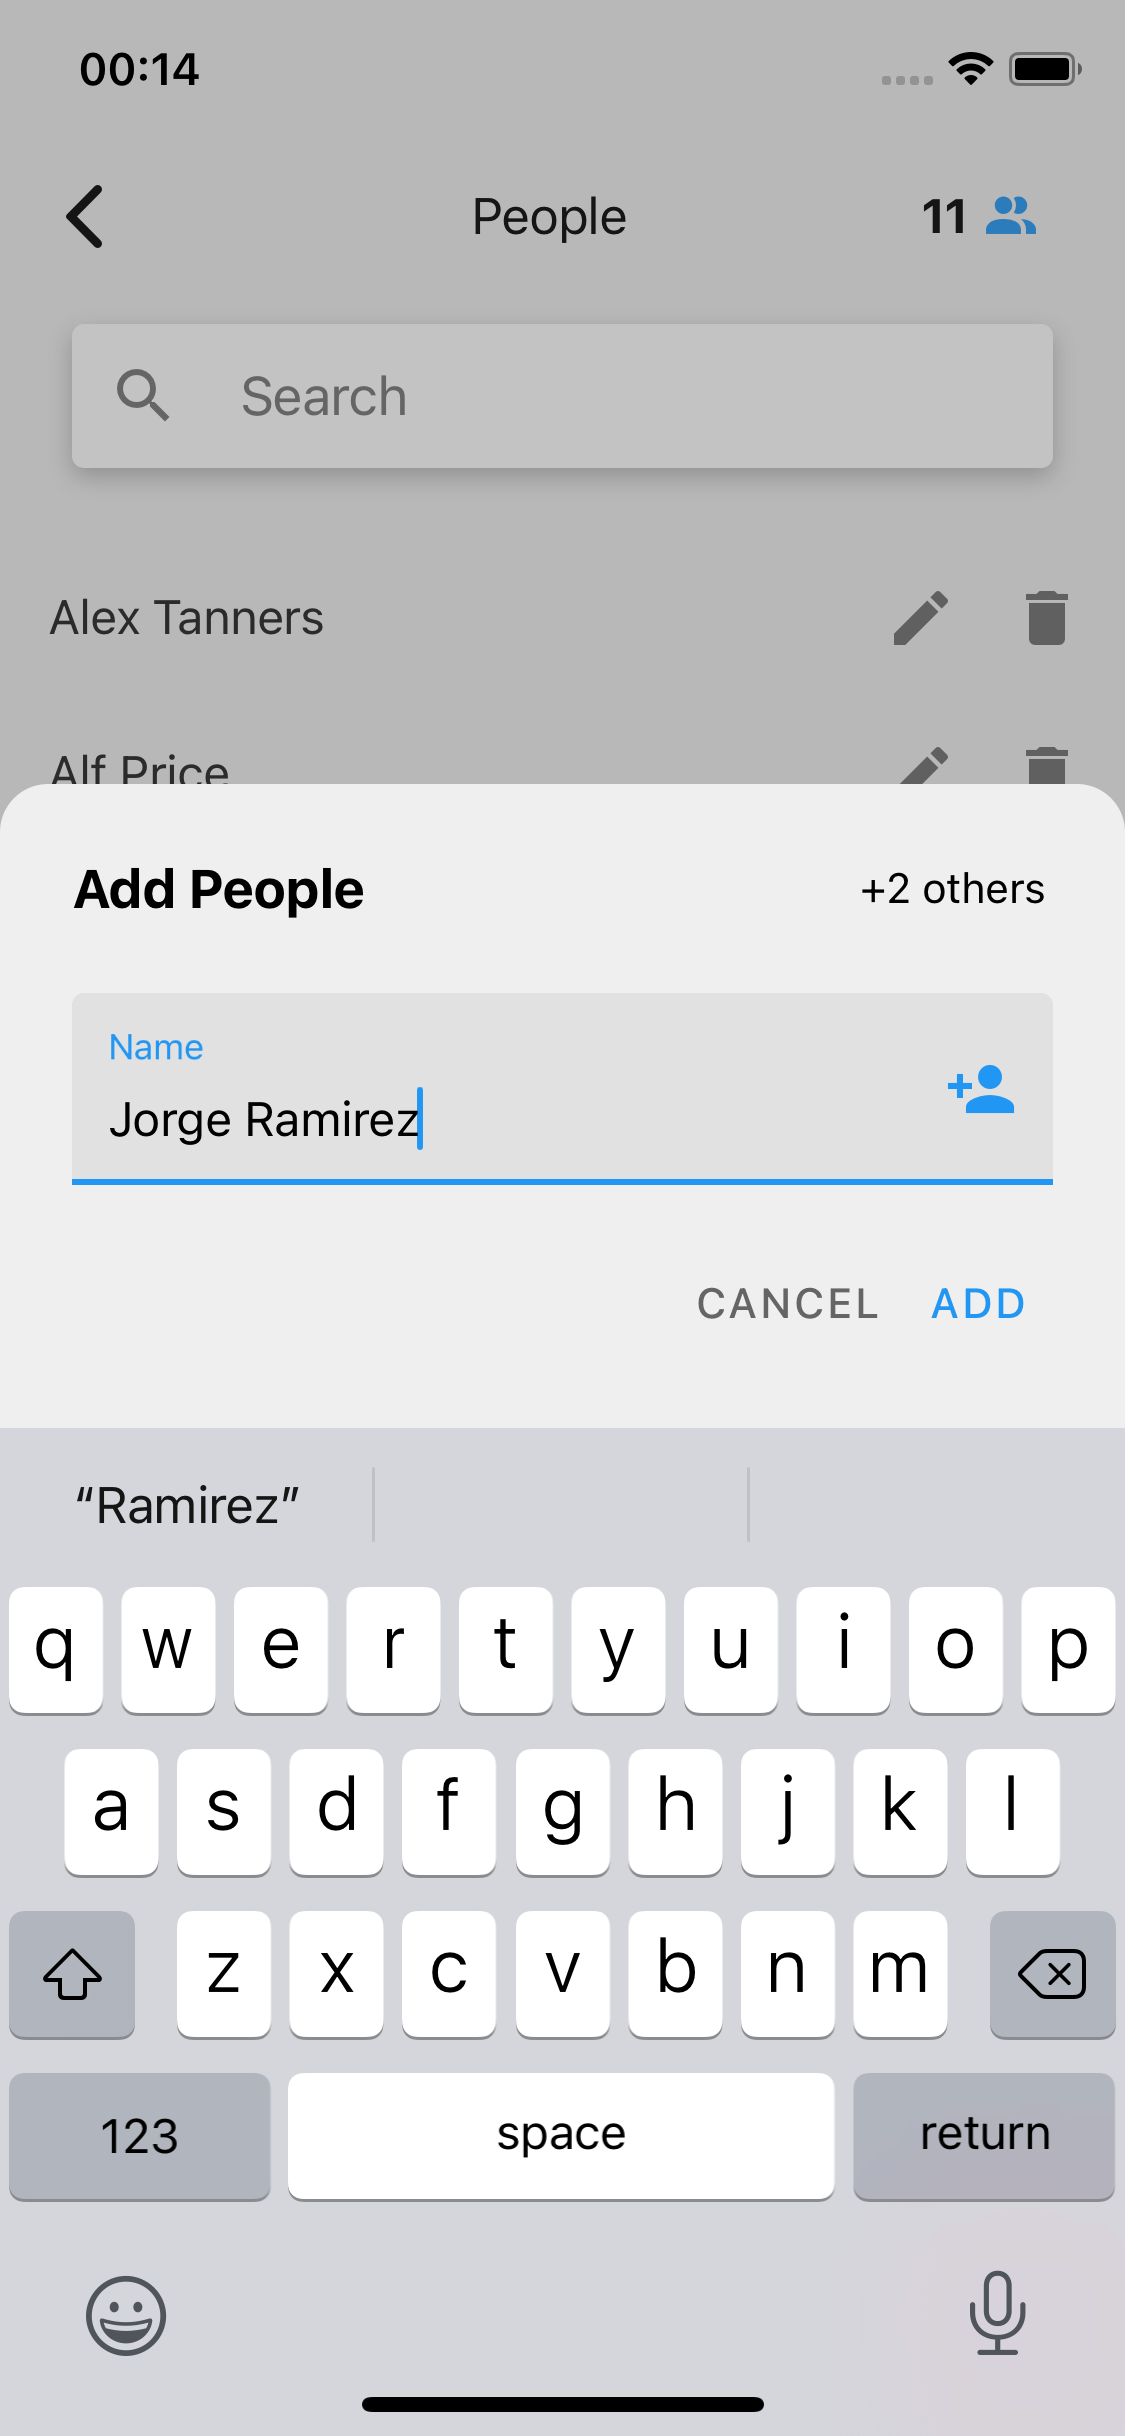 00:14
People
11
Search
Alex Tanners
Alf Price
Add People
+2 others
Name
Jorge Ramirez
CANCEL ADD
“Ramirez”
q w e r t y u i o p
a s d f g h j k l
z x c v b n m
123 space return